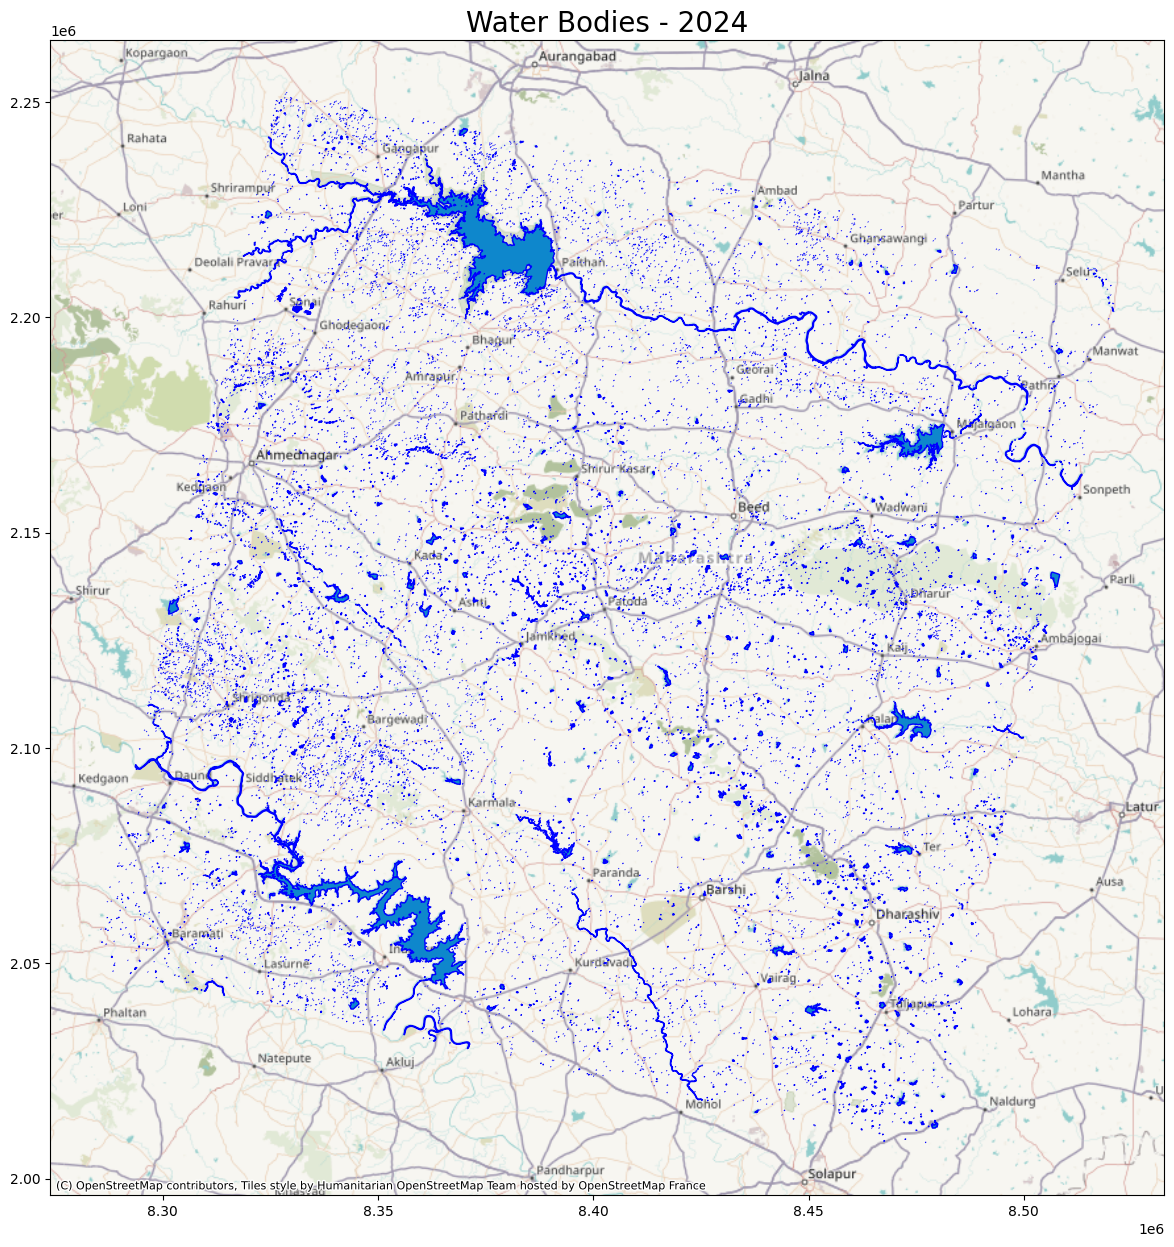 Water Bodies - 2024
1e6
Kopargaon
Aurangabad
Jalna
2.25
Rahata
Gangapur
Mantha
Shrirampur
Ambad
Loni
Partur
Ghansawangi
Deolali Pravara
Paithan
Selu
Rahuri
Sonai
2.20
Ghodegaon
Bhagur
Manwat
Amrapur
Georai
Pathri
Gadhi
Pathardi
Majalgaon
Ahmednagar
Shirur Kasar
Kedgaon
Sonpeth
Beed
Wadwani
2.15
Kada
Maharashtra
Parli
Shirur
Dharur
Ashti
Patoda
Jamkhed
Ambajogai
Kaij
Shrigonda
Bargewadi
Kalam
2.10
Kedgaon
Daund
Siddhatek
Karmala
Latur
Ter
Paranda
Ausa
Barshi
Dharashiv
Baramati
2.05
Lasurne
Kurduvadi
Vairag
Tuljapur
Phaltan
Lohara
Natepute
Akluj
Mohol
Naldurg
Pandharpur
Solapur
2.00
(C) OpenStreetMap contributors, Tiles style by Humanitarian OpenStreetMap Team hosted by OpenStreetMap France
8.30
8.35
8.40
8.45
8.50
1e6